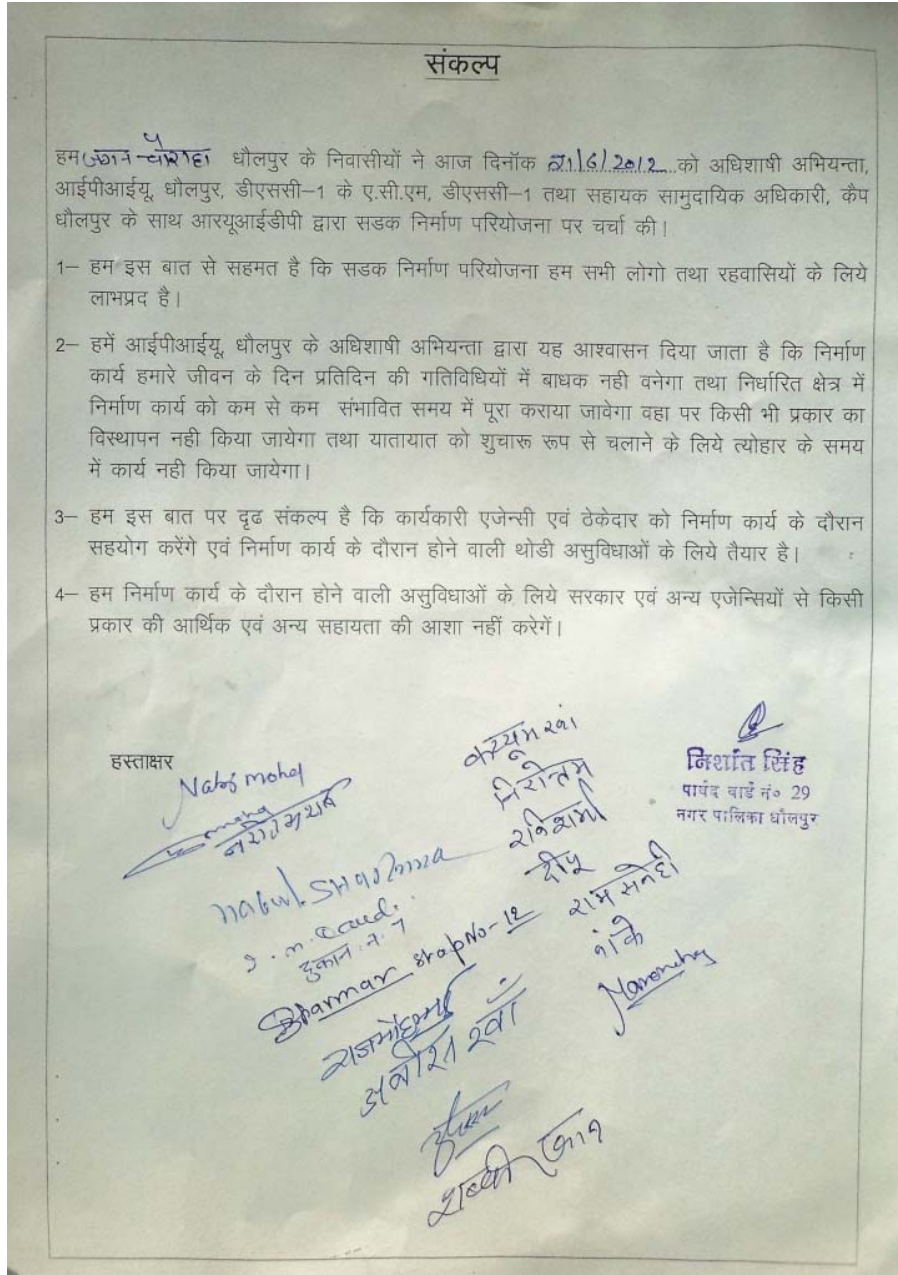 संकल्प
हम जगन चौराहा धौलपुर के निवासीयों ने आज दिनॉक 21/6/2012 को अधिशाषी अभियन्ता,
आईपीआईयू, धौलपुर, डीएससी–1 के ए.सी.एम, डीएससी–1 तथा सहायक सामुदायिक अधिकारी, कैप
धौलपुर के साथ आरयूआईडीपी द्वारा सडक निर्माण परियोजना पर चर्चा की।
1– हम इस बात से सहमत है कि सडक निर्माण परियोजना हम सभी लोगो तथा रहवासियों के लिये
लाभप्रद है।
2– हमें आईपीआईयू, धौलपुर के अधिशाषी अभियन्ता द्वारा यह आश्वासन दिया जाता है कि निर्माण
कार्य हमारे जीवन के दिन प्रतिदिन की गतिविधियों में बाधक नही वनेगा तथा निर्धारित क्षेत्र में
निर्माण कार्य को कम से कम संभावित समय में पूरा कराया जावेगा वहा पर किसी भी प्रकार का
विस्थापन नही किया जायेगा तथा यातायात को शुचारू रूप से चलाने के लिये त्योहार के समय
में कार्य नही किया जायेगा।
3– हम इस बात पर दृढ संकल्प है कि कार्यकारी एजेन्सी एवं ठेकेदार को निर्माण कार्य के दौरान
सहयोग करेंगे एवं निर्माण कार्य के दौरान होने वाली थोडी असुविधाओं के लिये तैयार है।
4– हम निर्माण कार्य के दौरान होने वाली असुविधाओं के लिये सरकार एवं अन्य एजेन्सियों से किसी
प्रकार की आर्थिक एवं अन्य सहायता की आशा नहीं करेगें।
हस्ताक्षर
निशांत सिंह
पार्षद वार्ड नं० 29
नगर पालिका धौलपुर
रविशर्मा
दीपू
SHarma
राम सनेही
दुकान नं. 7
Bharmar shopNo-12